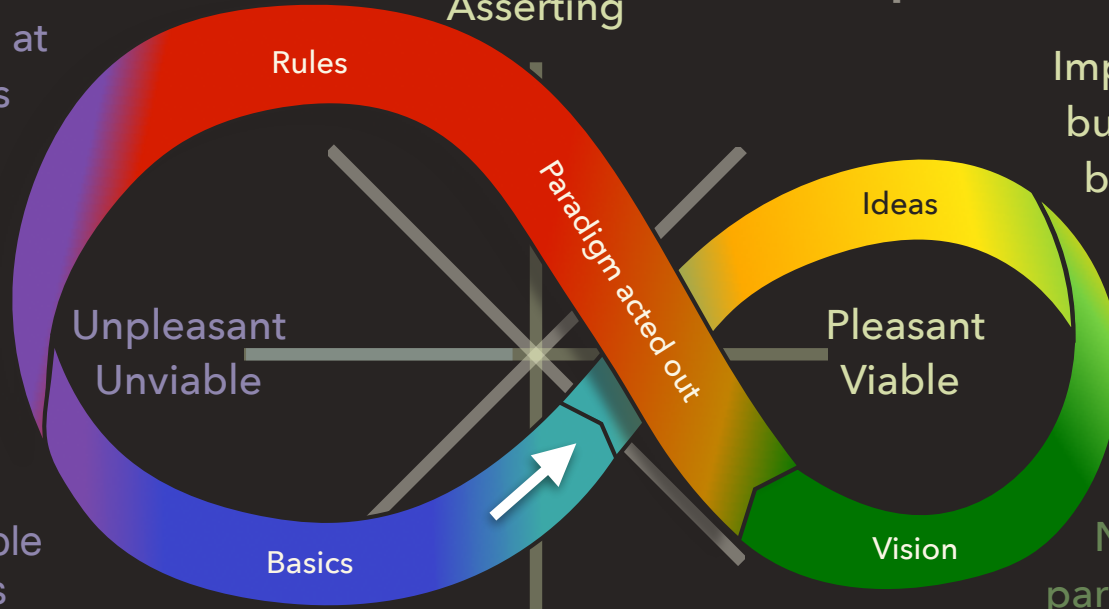 Asserting
at
Rules
Paradigm acted out
Ideas
Unpleasant
Unviable
Pleasant
Viable
Basics
Vision